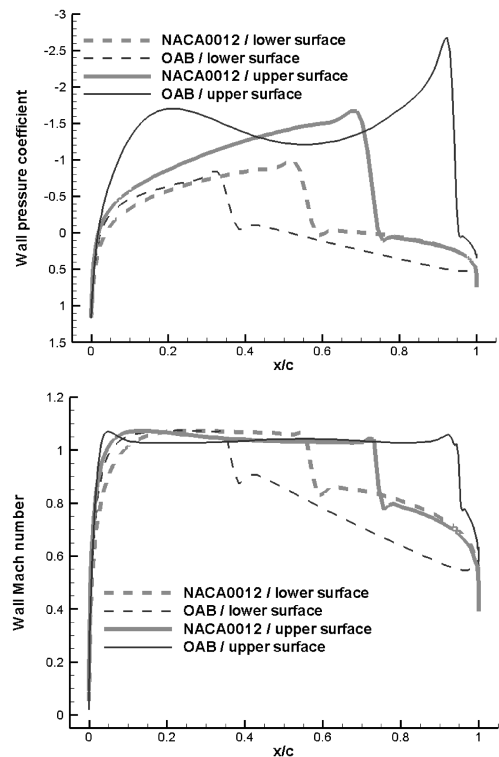 -3
-2.5
-2
-1.5
-1
-0.5
0
0.5
1
1.5
Wall pressure coefficient
NACA0012 / lower surface
OAB / lower surface
NACA0012 / upper surface
OAB / upper surface
0 0.2 0.4 0.6 0.8 1
x/c
1.2
1
0.8
0.6
0.4
0.2
0
Wall Mach number
NACA0012 / lower surface
OAB / lower surface
NACA0012 / upper surface
OAB / upper surface
0 0.2 0.4 0.6 0.8 1
x/c